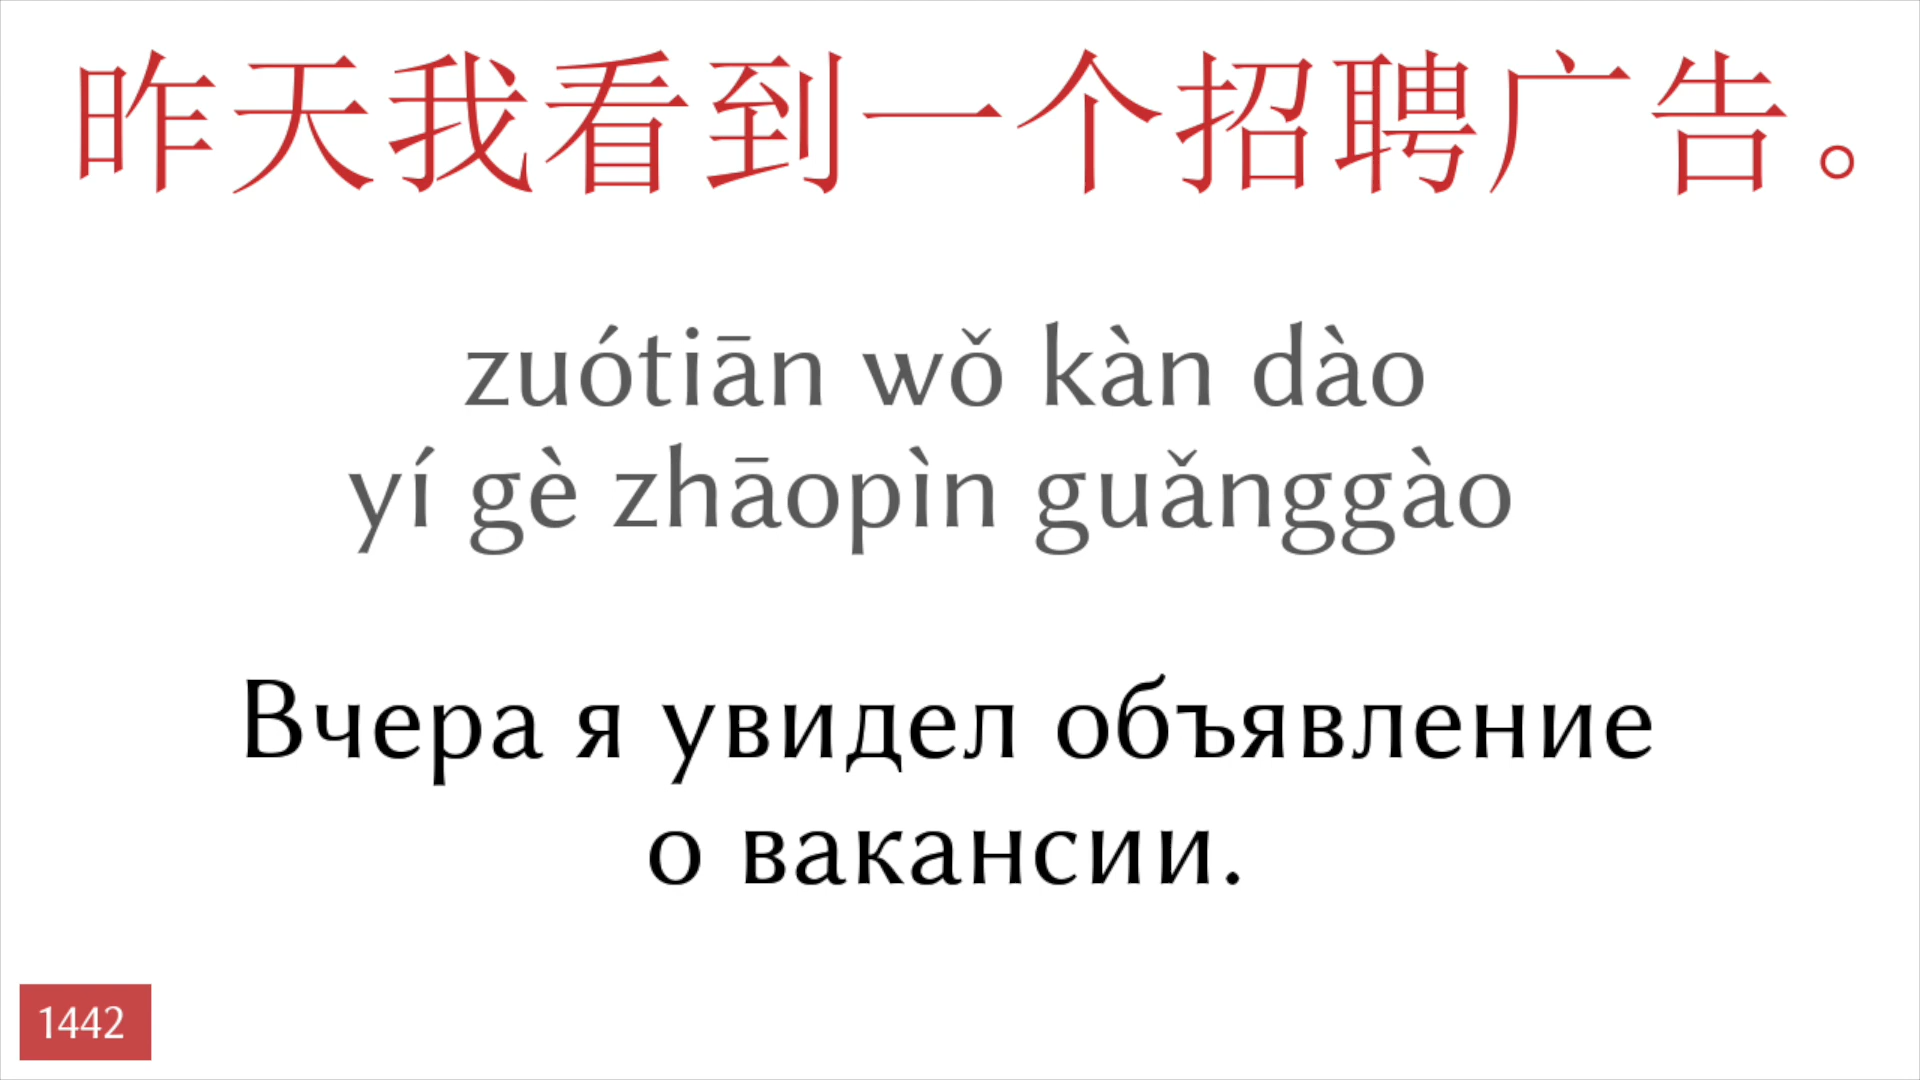 昨天我看到一个招聘广告。
zuótiān wǒ kàn dào
yí gè zhāopìn guǎnggào
Вчера я увидел объявление
о вакансии.
1442